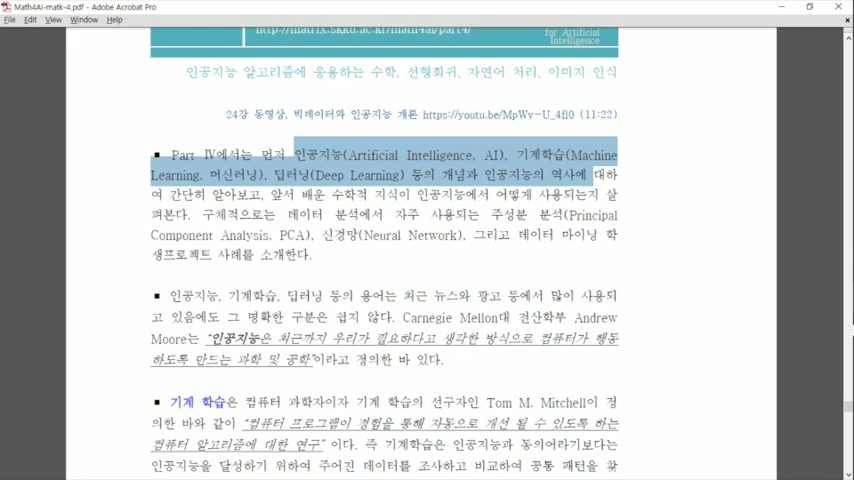 Math4AI-matk-4.pdf - Adobe Acrobat Pro
File Edit View Window Help
http://matrix.skku.ac.kr/math4ai/part4/
for Artificial
Intelligence
인공지능 알고리즘에 응용하는 수학, 선형회귀, 자연어 처리, 이미지 인식
24강 동영상, 빅데이터와 인공지능 개론 https://youtu.be/MpWv-U_4fl0 (11:22)
■ Part Ⅳ에서는 먼저 인공지능(Artificial Intelligence, AI), 기계학습(Machine
Learning, 머신러닝), 딥러닝(Deep Learning) 등의 개념과 인공지능의 역사에 대하
여 간단히 알아보고, 앞서 배운 수학적 지식이 인공지능에서 어떻게 사용되는지 살
펴본다. 구체적으로는 데이터 분석에서 자주 사용되는 주성분 분석(Principal
Component Analysis, PCA), 신경망(Neural Network), 그리고 데이터 마이닝 학
생프로젝트 사례를 소개한다.
■ 인공지능, 기계학습, 딥러닝 등의 용어는 최근 뉴스와 광고 등에서 많이 사용되
고 있음에도 그 명확한 구분은 쉽지 않다. Carnegie Mellon대 전산학부 Andrew
Moore는 “인공지능은 최근까지 우리가 필요하다고 생각한 방식으로 컴퓨터가 행동
하도록 만드는 과학 및 공학”이라고 정의한 바 있다.
■ 기계 학습은 컴퓨터 과학자이자 기계 학습의 선구자인 Tom M. Mitchell이 정
의한 바와 같이 “컴퓨터 프로그램이 경험을 통해 자동으로 개선 될 수 있도록 하는
컴퓨터 알고리즘에 대한 연구” 이다. 즉 기계학습은 인공지능과 동의어라기보다는
인공지능을 달성하기 위하여 주어진 데이터를 조사하고 비교하여 공통 패턴을 찾